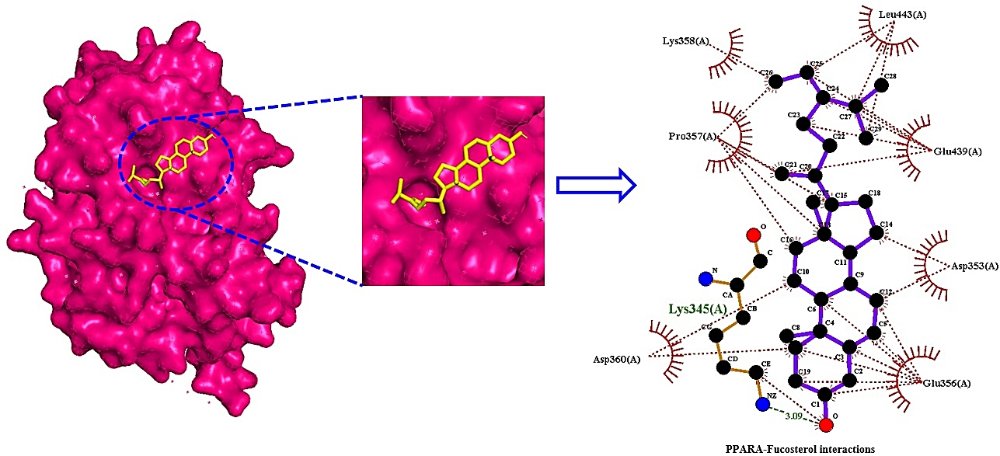 Leu443(A)
Lys358(A)
C25
C26
C28
C24
C23
C27
Pro357(A)
C29
C22
Glu439(A)
C21
C20
C17
C15
C18
C14
O
C16
C
C11
Asp353(A)
N
C10
C9
CA
C12
C6
Lys345(A)
CB
C4
C5
CG
C8
C3
Asp360(A)
CD
CE
C19
C2
Glu356(A)
NZ
C1
3.09
O
PPARA-Fucosterol interactions